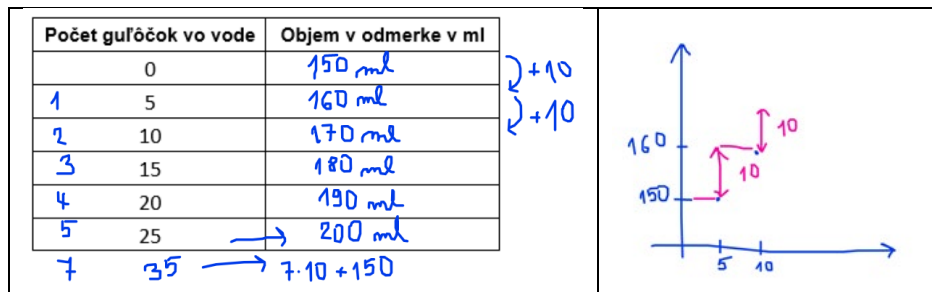 Počet guľôčok vo vode Objem v odmerke v ml
0 150 ml
+10
1 5 160 ml
+10
2 10 170 ml
3 15 180 ml
4 20 190 ml
5 25 → 200 ml
7 35 → 7·10+150
10
160
10
150
5 10